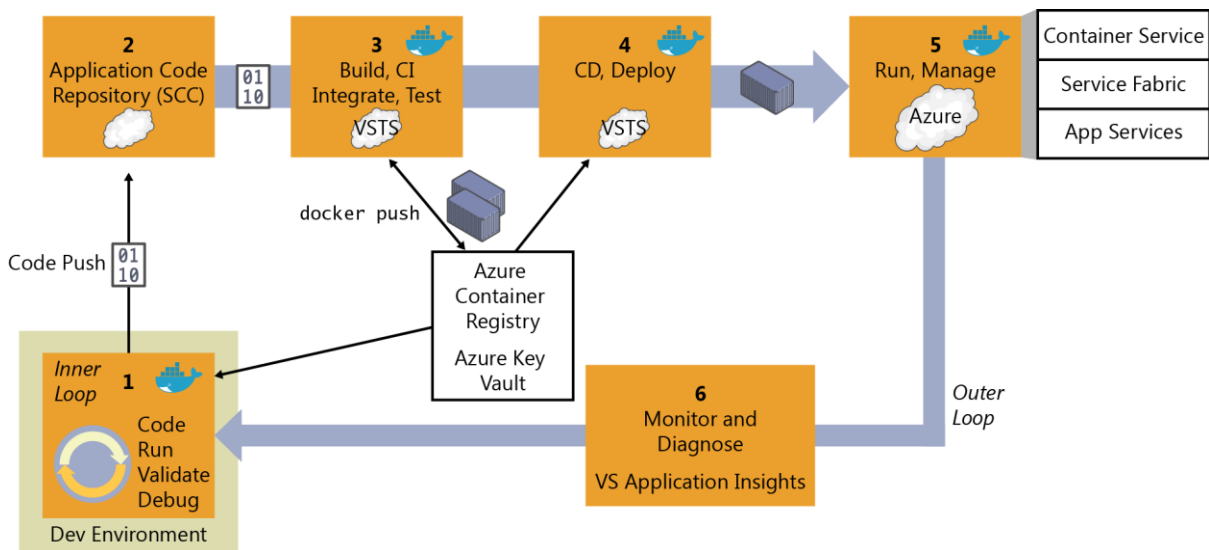 2
Application Code
Repository (SCC)
01
10
3
Build, CI
Integrate, Test
VSTS
4
CD, Deploy
VSTS
5
Run, Manage
Azure
Container Service
Service Fabric
App Services
docker push
Code Push
01
10
Azure
Container
Registry
Azure Key
Vault
Inner
Loop
1
Code
Run
Validate
Debug
Dev Environment
6
Monitor and
Diagnose
VS Application Insights
Outer
Loop